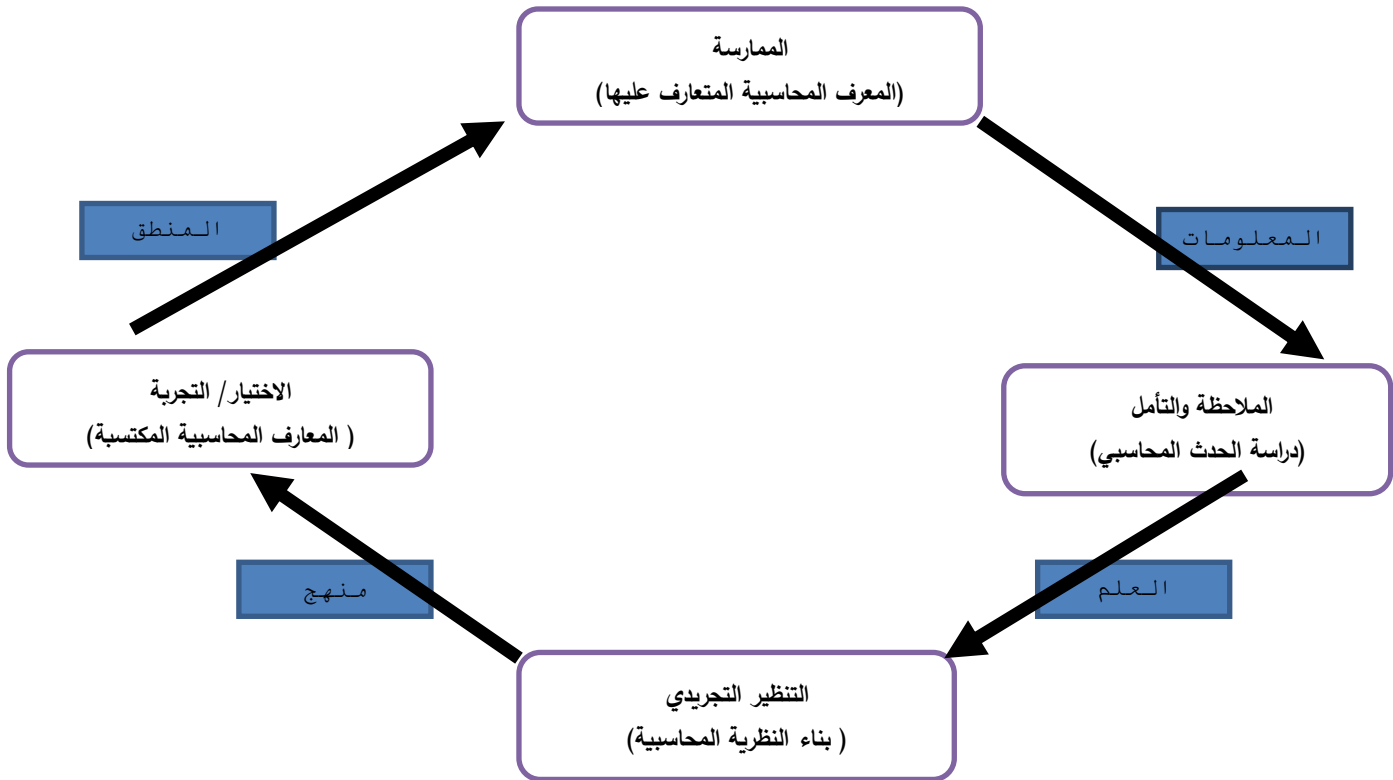 الممارسة
(المعرف المحاسبية المتعارف عليها)
المنطق
المعلومات
الاختيار/ التجربة
( المعارف المحاسبية المكتسبة)
الملاحظة والتأمل
(دراسة الحدث المحاسبي)
منهج
العلم
التنظير التجريدي
( بناء النظرية المحاسبية)